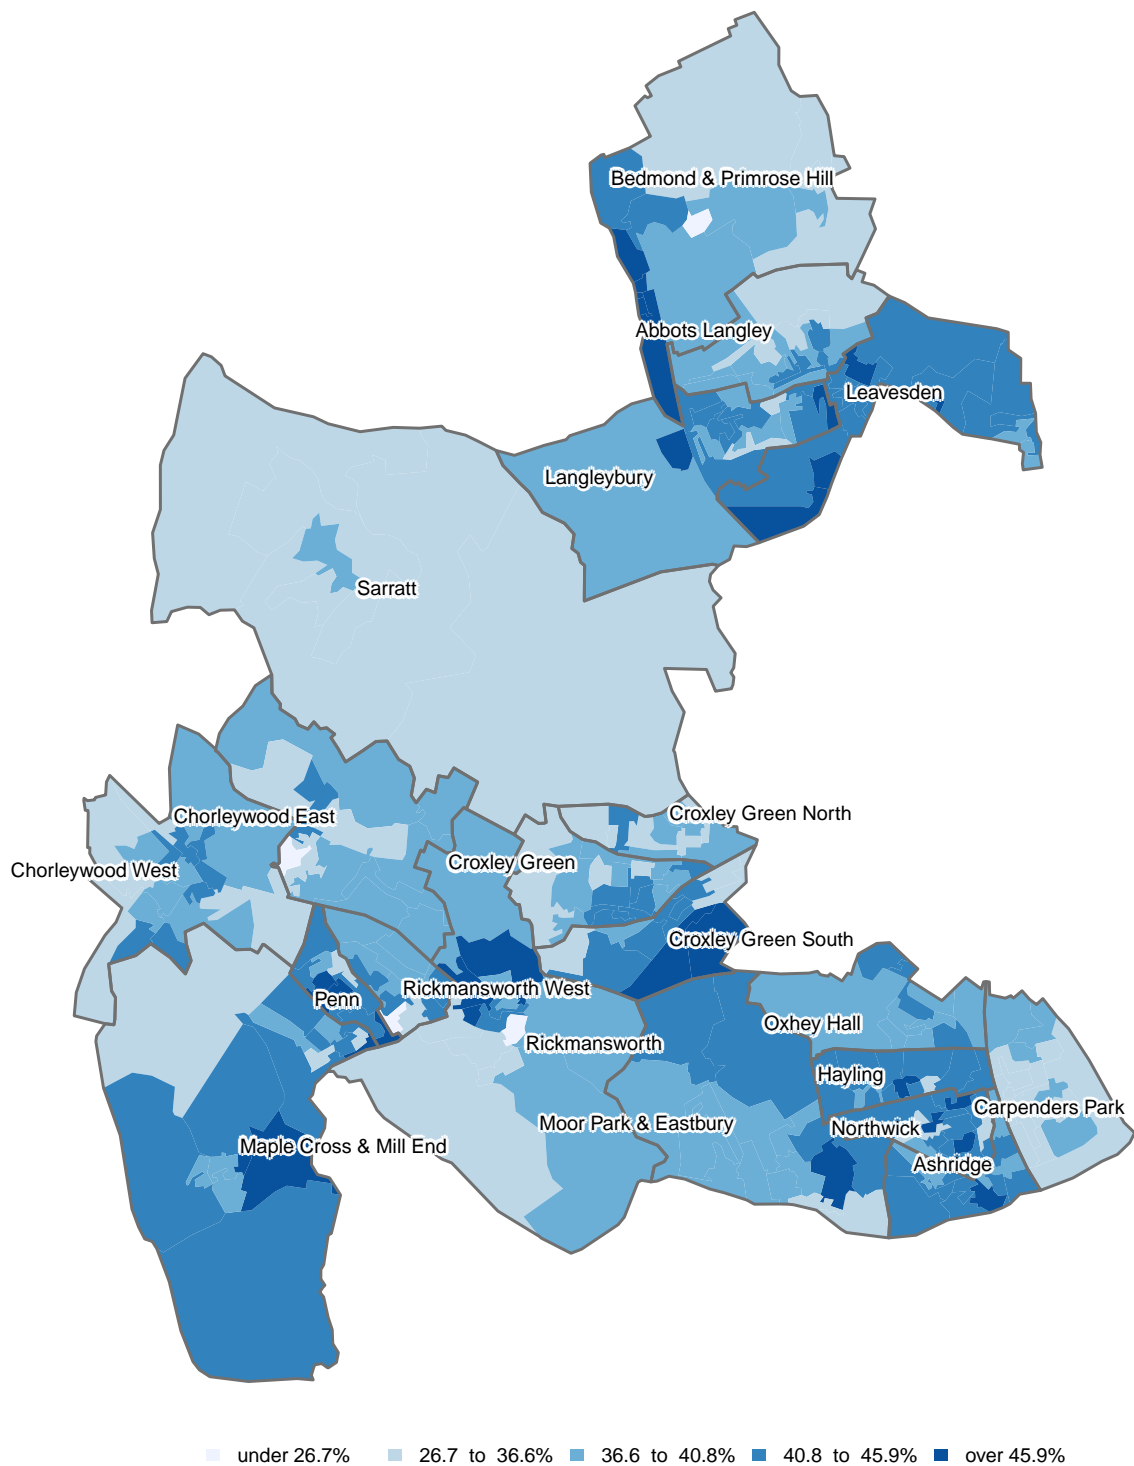 Bedmond & Primrose Hill
Abbots Langley
Leavesden
Langleybury
Sarratt
Croxley Green North
Chorleywood East
Croxley Green
Chorleywood West
Croxley Green South
Rickmansworth West
Penn
Oxhey Hall
Rickmansworth
Hayling
Carpenders Park
Moor Park & Eastbury
Northwick
Maple Cross & Mill End
Ashridge
under 26.7% 26.7 to 36.6% 36.6 to 40.8% 40.8 to 45.9% over 45.9%